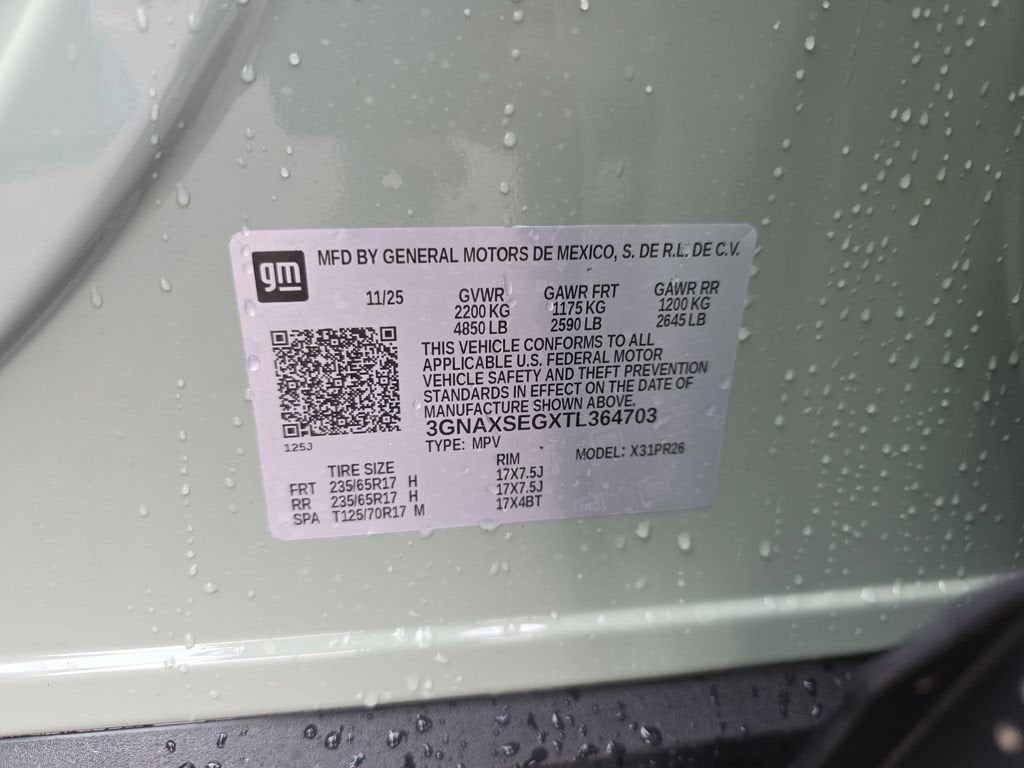 gm
MFD BY GENERAL MOTORS DE MEXICO, S. DE R.L. DE C.V.
11/25 GVWR GAWR FRT GAWR RR
2200 KG 1175 KG 1200 KG
4850 LB 2590 LB 2645 LB
THIS VEHICLE CONFORMS TO ALL
APPLICABLE U.S. FEDERAL MOTOR
VEHICLE SAFETY AND THEFT PREVENTION
STANDARDS IN EFFECT ON THE DATE OF
MANUFACTURE SHOWN ABOVE.
3GNAXSEGXTL364703
125J
TYPE: MPV MODEL: X31PR26
TIRE SIZE RIM
FRT 235/65R17 H 17X7.5J
RR 235/65R17 H 17X7.5J
SPA T125/70R17 M 17X4BT